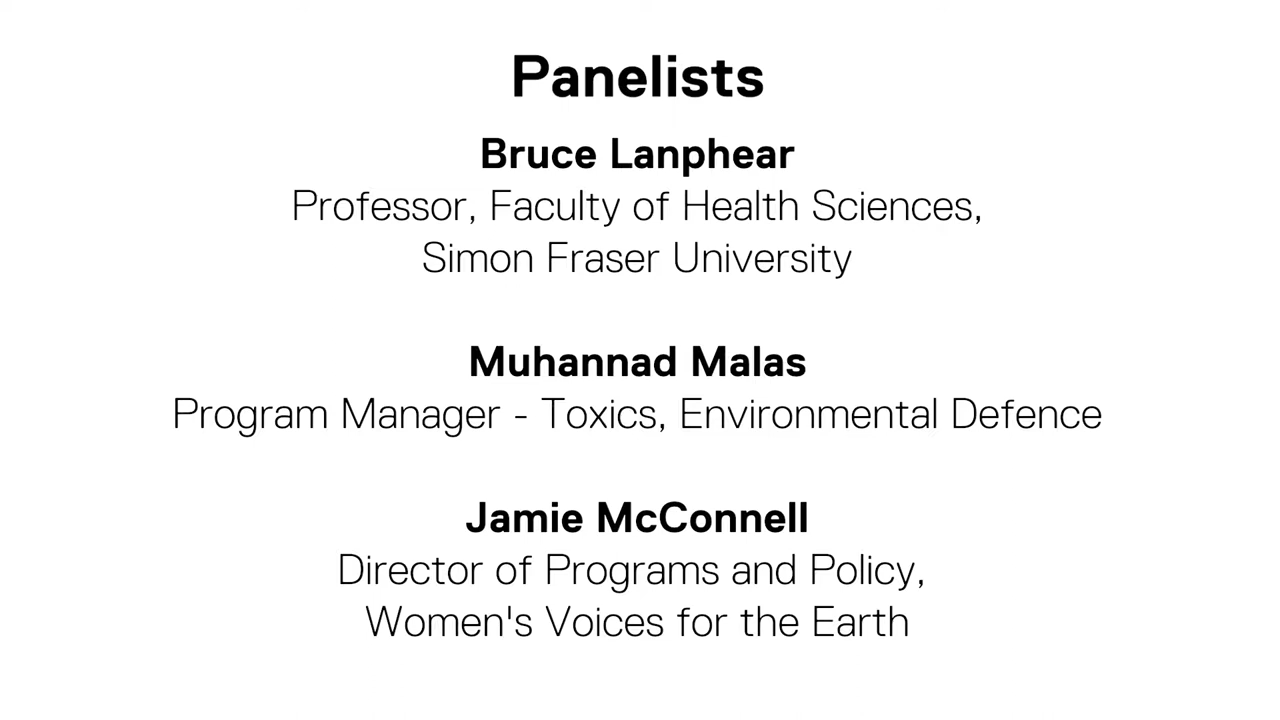 Panelists
Bruce Lanphear
Professor, Faculty of Health Sciences,
Simon Fraser University
Muhannad Malas
Program Manager - Toxics, Environmental Defence
Jamie McConnell
Director of Programs and Policy,
Women's Voices for the Earth